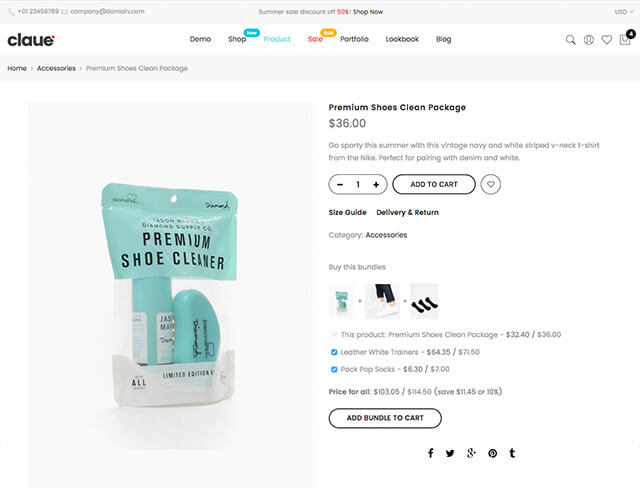 +01 23456789 company@domain.com
Summer sale discount off 50%! Shop Now
USD
claue
Demo Shop New Product Sale Sale Portfolio Lookbook Blog
4
Home > Accessories > Premium Shoes Clean Package
Premium Shoes Clean Package
$36.00
Go sporty this summer with this vintage navy and white striped v-neck t-shirt
from the Nike. Perfect for pairing with denim and white.
− 1 + ADD TO CART
Size Guide Delivery & Return
Category: Accessories
Buy this bundles
+ +
This product: Premium Shoes Clean Package - $32.40 / $36.00
Leather White Trainers - $64.35 / $71.50
Pack Pop Socks - $6.30 / $7.00
Price for all: $103.05 / $114.50 (save $11.45 or 10%)
ADD BUNDLE TO CART
Diamond
DIAMOND SUPPLY CO.
PREMIUM
SHOE CLEANER
JASON
MARK
Diamond
ALL
LIMITED EDITION